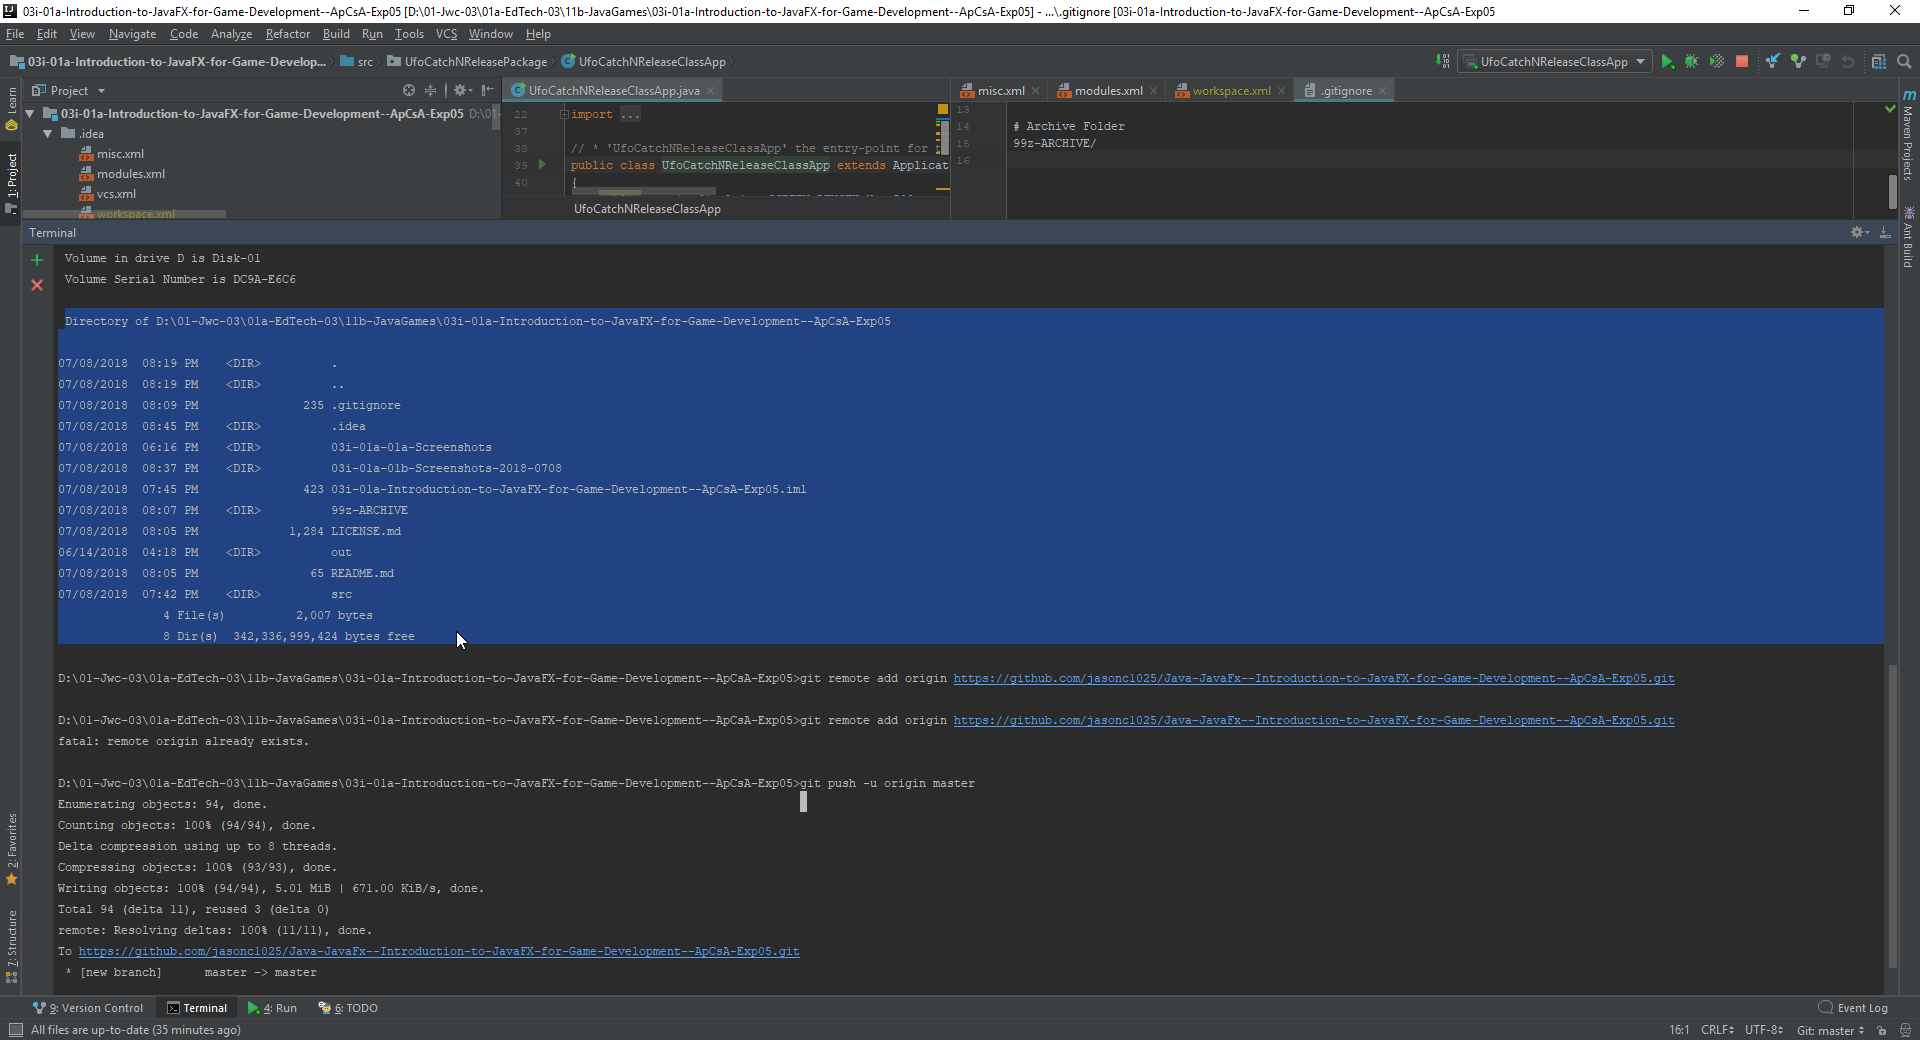 03i-01a-Introduction-to-JavaFX-for-Game-Development--ApCsA-Exp05 [D:\01-Jwc-03\01a-EdTech-03\11b-JavaGames\03i-01a-Introduction-to-JavaFX-for-Game-Development--ApCsA-Exp05] - ...\.gitignore [03i-01a-Introduction-to-JavaFX-for-Game-Development--ApCsA-Exp05
File Edit View Navigate Code Analyze Refactor Build Run Tools VCS Window Help
03i-01a-Introduction-to-JavaFX-for-Game-Develop... src UfoCatchNReleasePackage UfoCatchNReleaseClassApp UfoCatchNReleaseClassApp
Project UfoCatchNReleaseClassApp.java misc.xml modules.xml workspace.xml .gitignore
03i-01a-Introduction-to-JavaFX-for-Game-Development--ApCsA-Exp05 D:\01-
.idea
misc.xml
modules.xml
vcs.xml
workspace.xml
22 import ...
37
38 // * 'UfoCatchNReleaseClassApp' the entry-point for
39 public class UfoCatchNReleaseClassApp extends Applicat
40 {
UfoCatchNReleaseClassApp
13
14 # Archive Folder
15 99z-ARCHIVE/
16
Learn
1: Project
2: Favorites
7: Structure
Maven Projects
Ant Build
Terminal
Volume in drive D is Disk-01
Volume Serial Number is DC9A-E6C6
Directory of D:\01-Jwc-03\01a-EdTech-03\11b-JavaGames\03i-01a-Introduction-to-JavaFX-for-Game-Development--ApCsA-Exp05
07/08/2018 08:19 PM <DIR> .
07/08/2018 08:19 PM <DIR> ..
07/08/2018 08:09 PM 235 .gitignore
07/08/2018 08:45 PM <DIR> .idea
07/08/2018 06:16 PM <DIR> 03i-01a-01a-Screenshots
07/08/2018 08:37 PM <DIR> 03i-01a-01b-Screenshots-2018-0708
07/08/2018 07:45 PM 423 03i-01a-Introduction-to-JavaFX-for-Game-Development--ApCsA-Exp05.iml
07/08/2018 08:07 PM <DIR> 99z-ARCHIVE
07/08/2018 08:05 PM 1,284 LICENSE.md
06/14/2018 04:18 PM <DIR> out
07/08/2018 08:05 PM 65 README.md
07/08/2018 07:42 PM <DIR> src
4 File(s) 2,007 bytes
8 Dir(s) 342,336,999,424 bytes free
D:\01-Jwc-03\01a-EdTech-03\11b-JavaGames\03i-01a-Introduction-to-JavaFX-for-Game-Development--ApCsA-Exp05>git remote add origin https://github.com/jasonc1025/Java-JavaFx--Introduction-to-JavaFX-for-Game-Development--ApCsA-Exp05.git
D:\01-Jwc-03\01a-EdTech-03\11b-JavaGames\03i-01a-Introduction-to-JavaFX-for-Game-Development--ApCsA-Exp05>git remote add origin https://github.com/jasonc1025/Java-JavaFx--Introduction-to-JavaFX-for-Game-Development--ApCsA-Exp05.git
fatal: remote origin already exists.
D:\01-Jwc-03\01a-EdTech-03\11b-JavaGames\03i-01a-Introduction-to-JavaFX-for-Game-Development--ApCsA-Exp05>git push -u origin master
Enumerating objects: 94, done.
Counting objects: 100% (94/94), done.
Delta compression using up to 8 threads.
Compressing objects: 100% (93/93), done.
Writing objects: 100% (94/94), 5.01 MiB | 671.00 KiB/s, done.
Total 94 (delta 11), reused 3 (delta 0)
remote: Resolving deltas: 100% (11/11), done.
To https://github.com/jasonc1025/Java-JavaFx--Introduction-to-JavaFX-for-Game-Development--ApCsA-Exp05.git
* [new branch] master -> master
9: Version Control Terminal 4: Run 6: TODO Event Log
All files are up-to-date (35 minutes ago) 16:1 CRLF UTF-8 Git: master